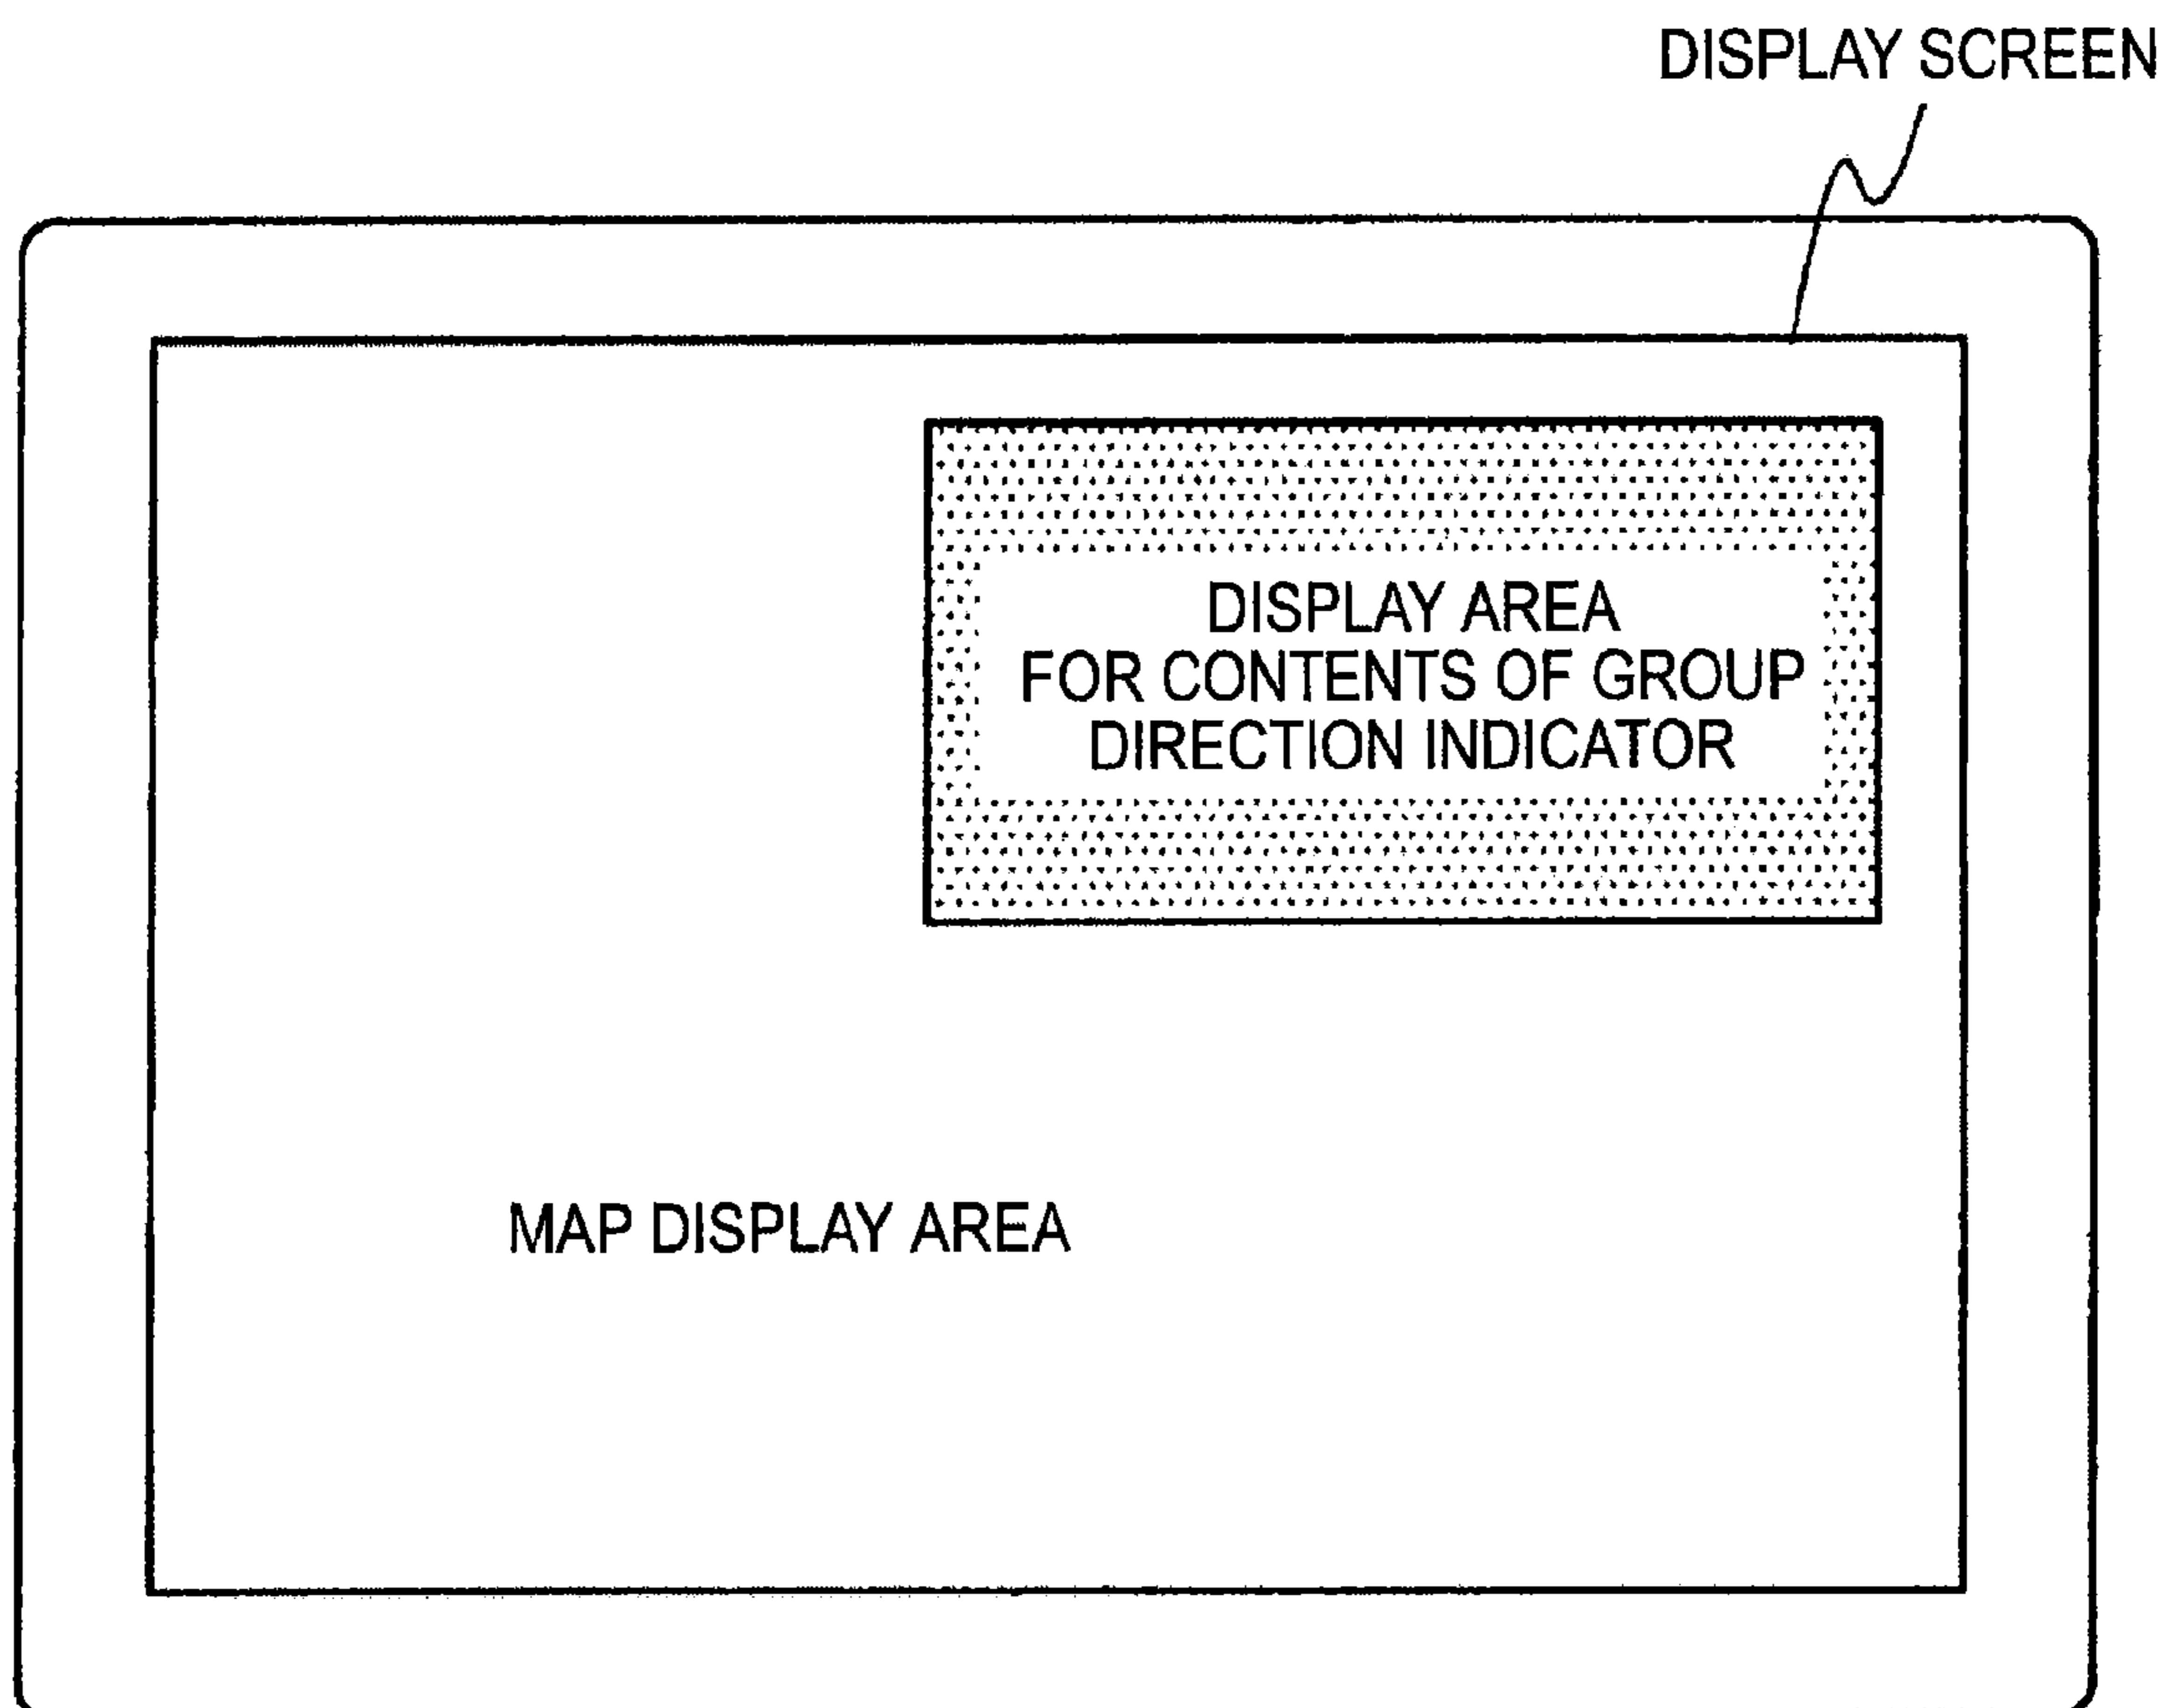 DISPLAY SCREEN
DISPLAY AREA
FOR CONTENTS OF GROUP
DIRECTION INDICATOR
MAP DISPLAY AREA